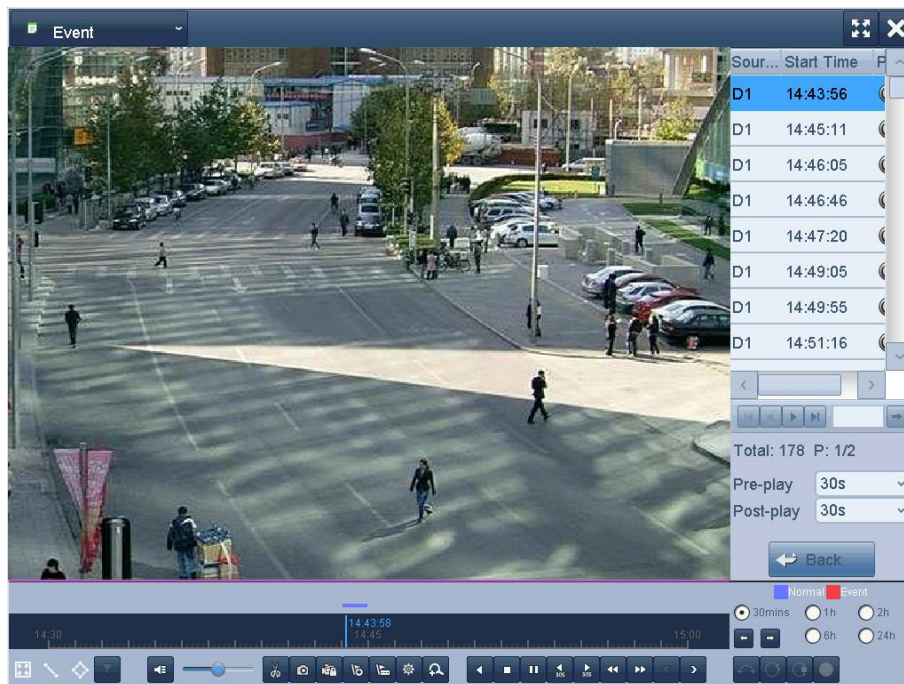 Event
Sour... Start Time P
D1 14:43:56
D1 14:45:11
D1 14:46:05
D1 14:46:46
D1 14:47:20
D1 14:49:05
D1 14:49:55
D1 14:51:16
Total: 178 P: 1/2
Pre-play 30s
Post-play 30s
Back
Normal Event
14:43:58
14:30 14:45 15:00
30mins 1h 2h
6h 24h
30S 30S